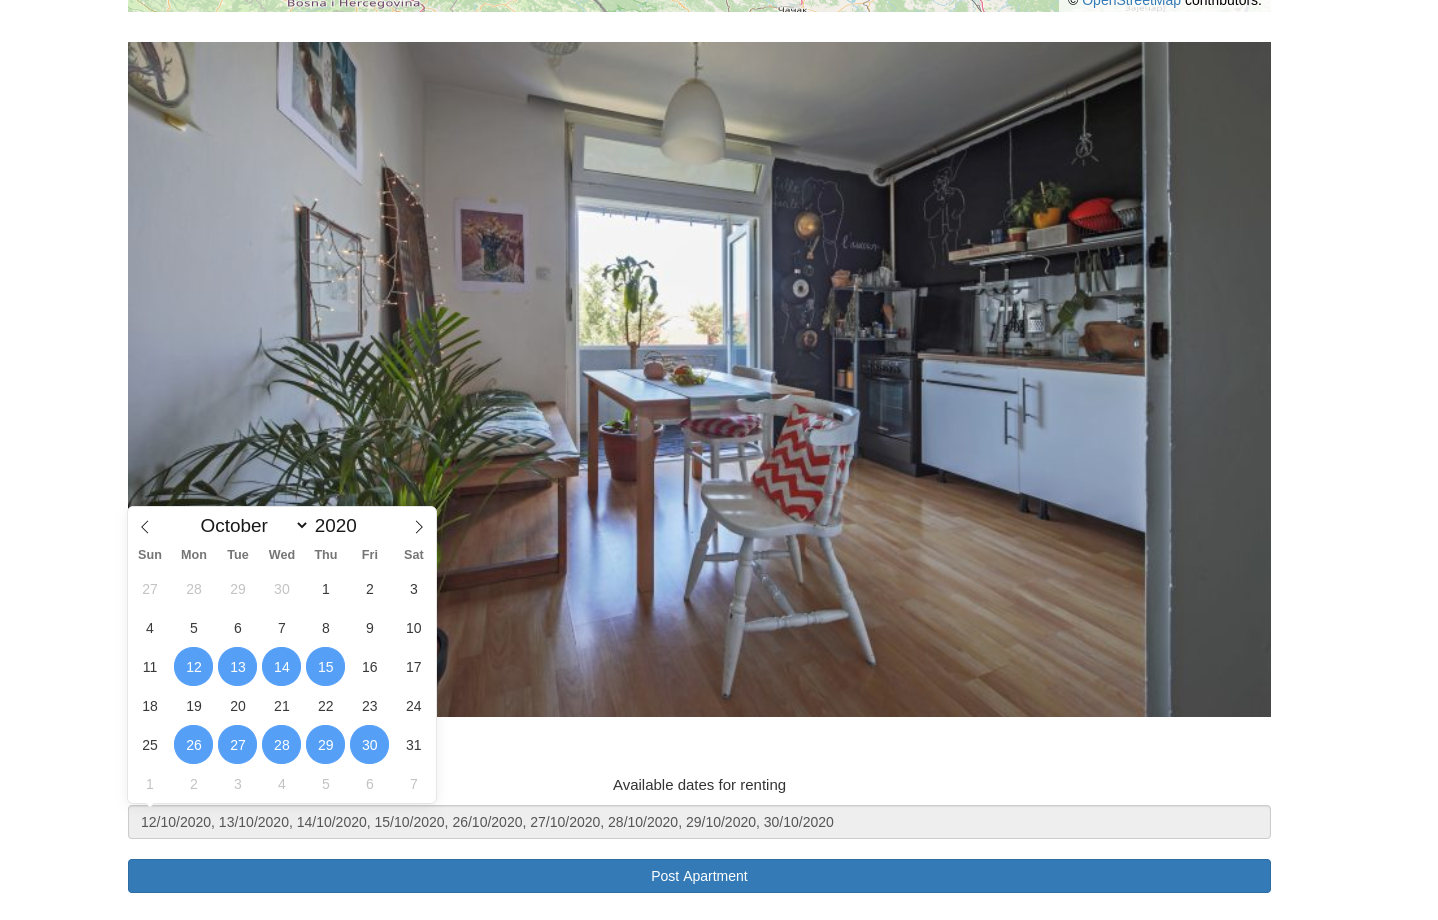 Bosna i Hercegovina
Чачак
© OpenStreetMap contributors.
l'amour
October 2020
Sun Mon Tue Wed Thu Fri Sat
27 28 29 30 1 2 3
4 5 6 7 8 9 10
11 12 13 14 15 16 17
18 19 20 21 22 23 24
25 26 27 28 29 30 31
1 2 3 4 5 6 7
Available dates for renting
12/10/2020, 13/10/2020, 14/10/2020, 15/10/2020, 26/10/2020, 27/10/2020, 28/10/2020, 29/10/2020, 30/10/2020
Post Apartment